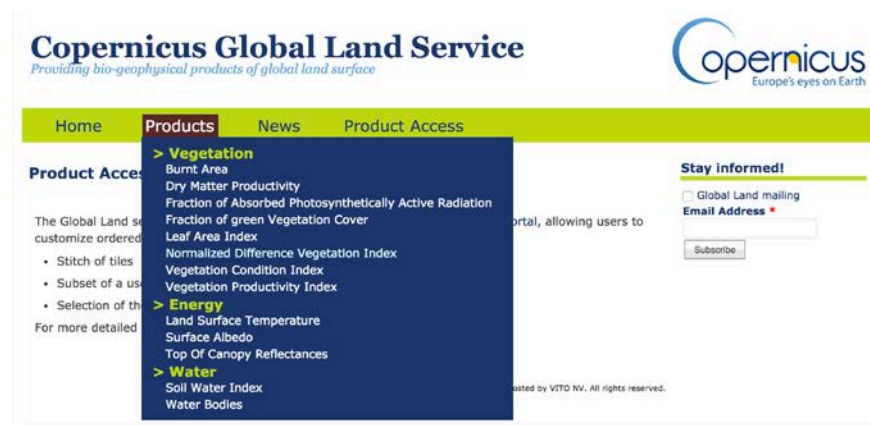 Copernicus Global Land Service
Providing bio-geophysical products of global land surface
opernicus
Europe's eyes on Earth
Home Products News Product Access
> Vegetation
Burnt Area
Dry Matter Productivity
Fraction of Absorbed Photosynthetically Active Radiation
Fraction of green Vegetation Cover
Leaf Area Index
Normalized Difference Vegetation Index
Vegetation Condition Index
Vegetation Productivity Index
> Energy
Land Surface Temperature
Surface Albedo
Top Of Canopy Reflectances
> Water
Soil Water Index
Water Bodies
Product Acce
The Global Land se ortal, allowing users to
customize ordered
• Stitch of tiles
• Subset of a us
• Selection of th
For more detailed
osted by VITO NV. All rights reserved.
Stay informed!
Global Land mailing
Email Address *
Subscribe